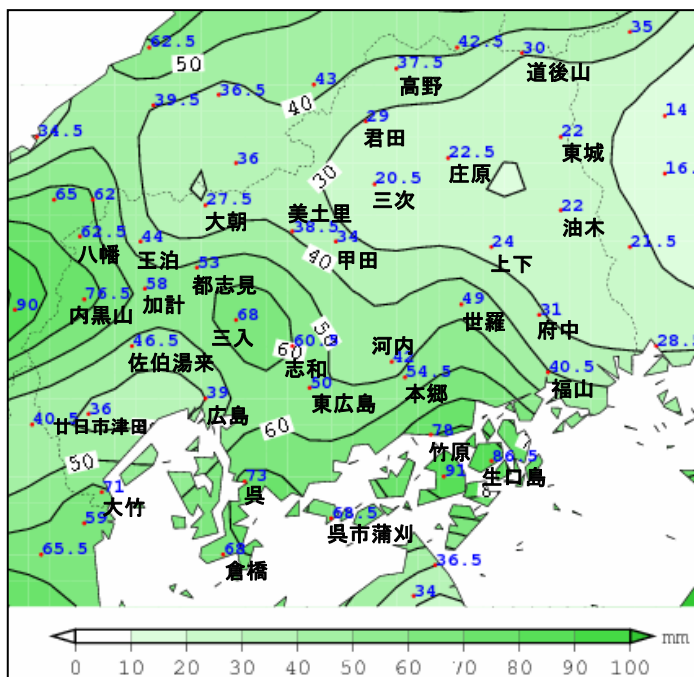 62.5
50
42.5
30
35
道後山
37.5
高野
43
40
36.5
39.5
34.5
29
君田
14
22
東城
22.5
庄原
36
30
20.5
三次
16.
65
62
27.5
大朝
美土里
38.5
34
甲田
22
油木
62.5
八幡
44
玉泊
24
上下
21.5
53
都志見
40
58
加計
76.5
内黒山
90
68
三入
50
49
世羅
31
府中
46.5
佐伯湯来
60.5
60
志和
河内
42
54.5
本郷
28.5
40.5
福山
39
広島
50
東広島
36
廿日市津田
40.5
60
78
竹原
86.5
生口島
91
8
50
71
大竹
73
呉
59
68.5
呉市蒲刈
65.5
68
倉橋
36.5
34
0 10 20 30 40 50 60 70 80 90 100 mm